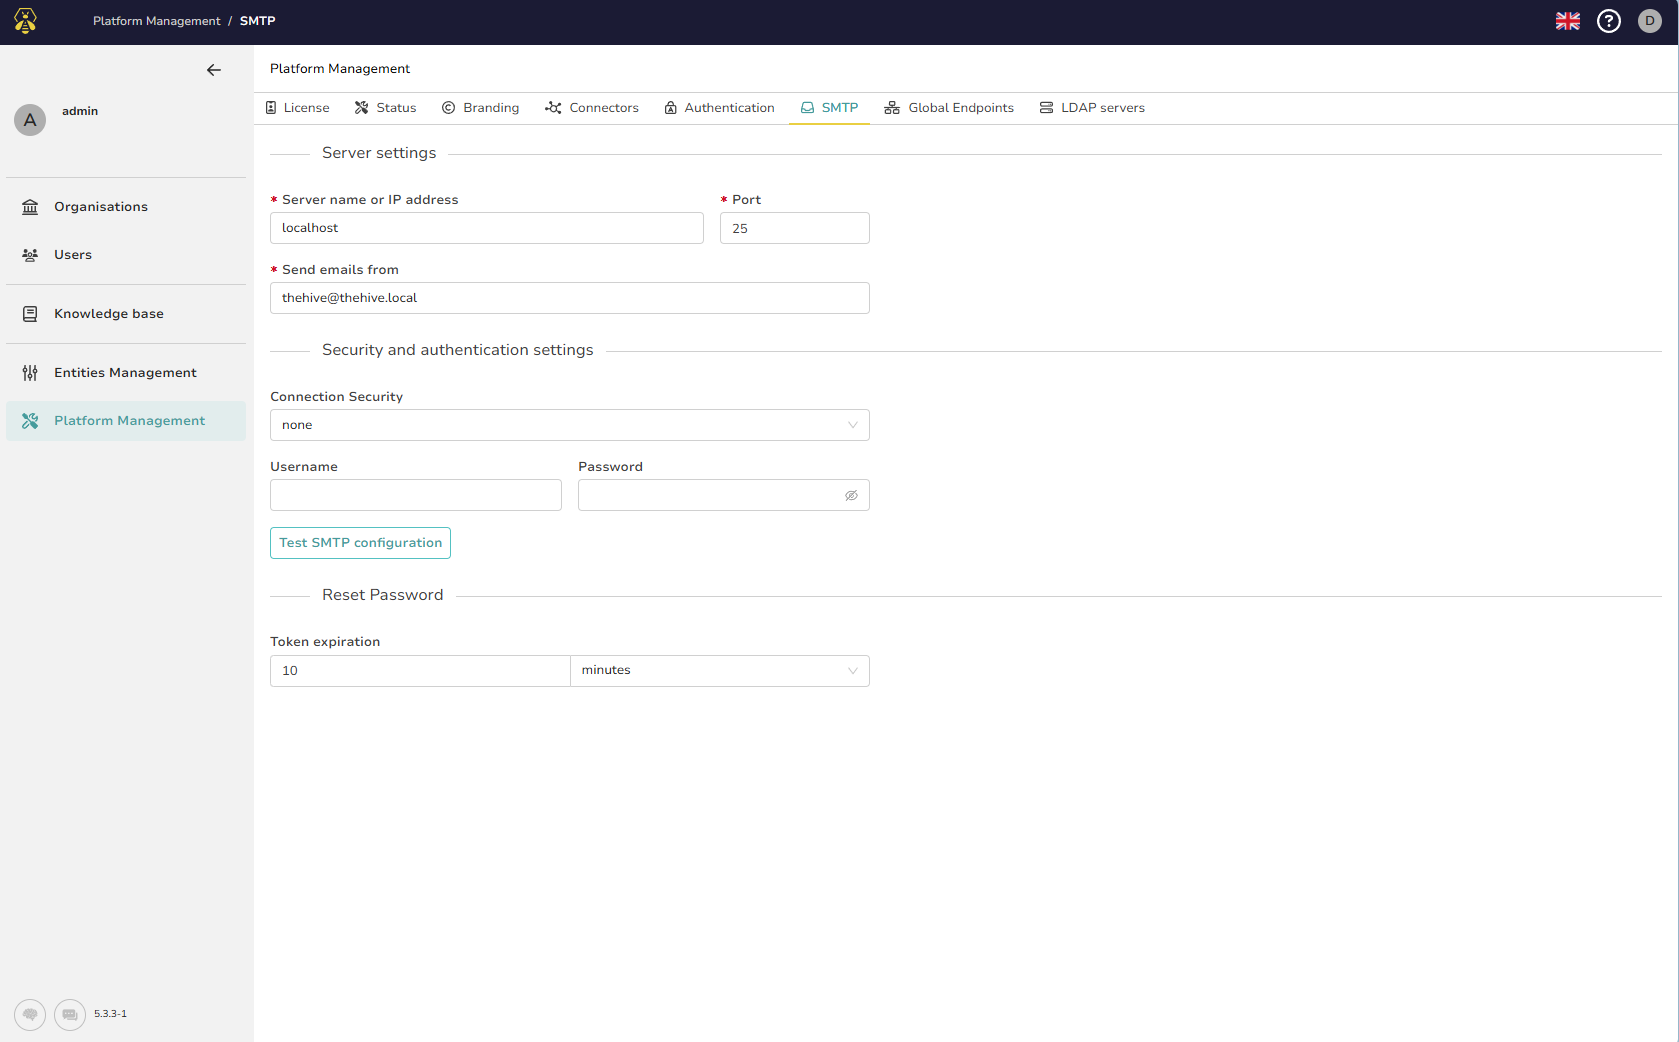 Platform Management / SMTP
D
A
admin
Organisations
Users
Knowledge base
Entities Management
Platform Management
5.3.3-1
Platform Management
License
Status
Branding
Connectors
Authentication
SMTP
Global Endpoints
LDAP servers
Server settings
* Server name or IP address
* Port
localhost
25
* Send emails from
thehive@thehive.local
Security and authentication settings
Connection Security
none
Username
Password
Test SMTP configuration
Reset Password
Token expiration
10
minutes